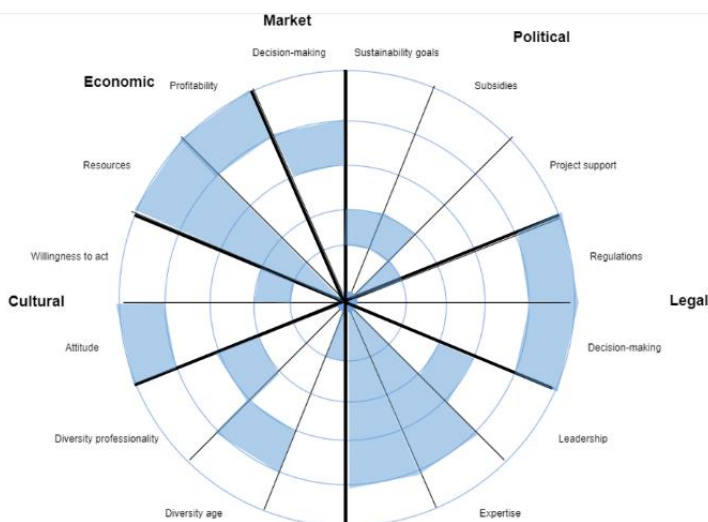 Market
Political
Decision-making
Sustainability goals
Economic
Profitability
Subsidies
Resources
Project support
Willingness to act
Regulations
Cultural
Legal
Attitude
Decision-making
Diversity professionality
Leadership
Diversity age
Expertise